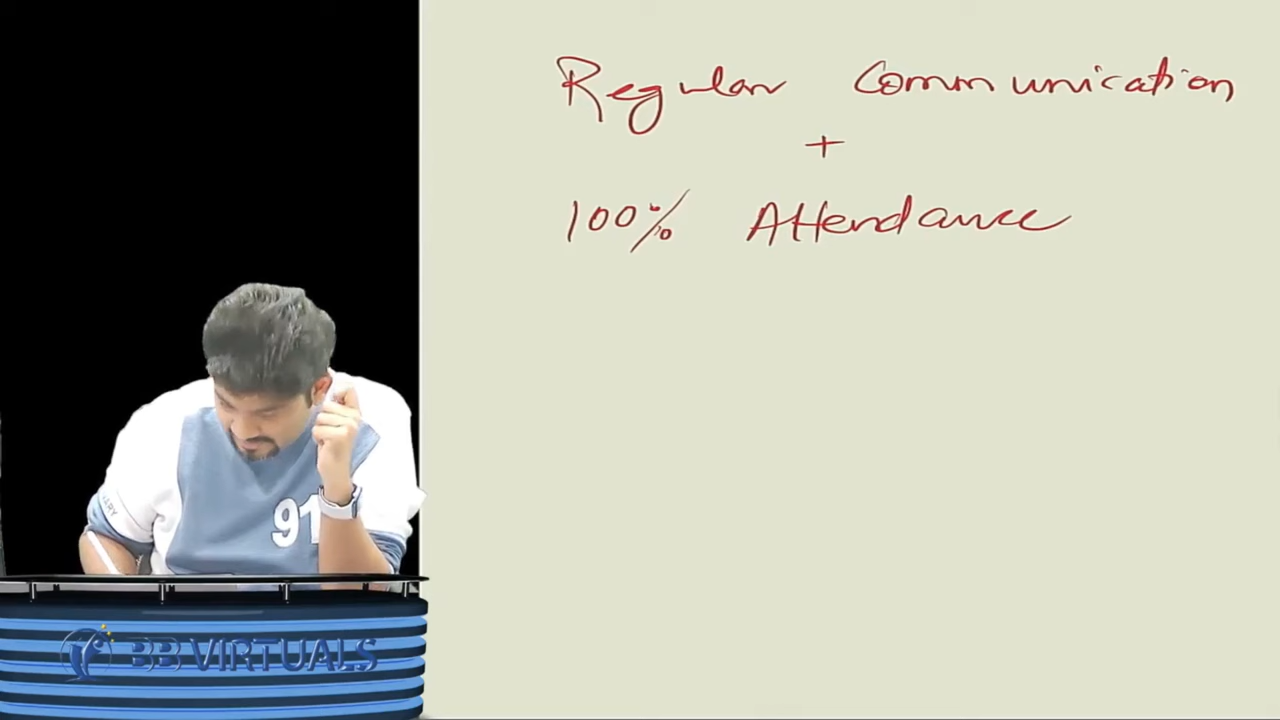 Regular Communication
+
100% Attendance
91
BB VIRTUALS